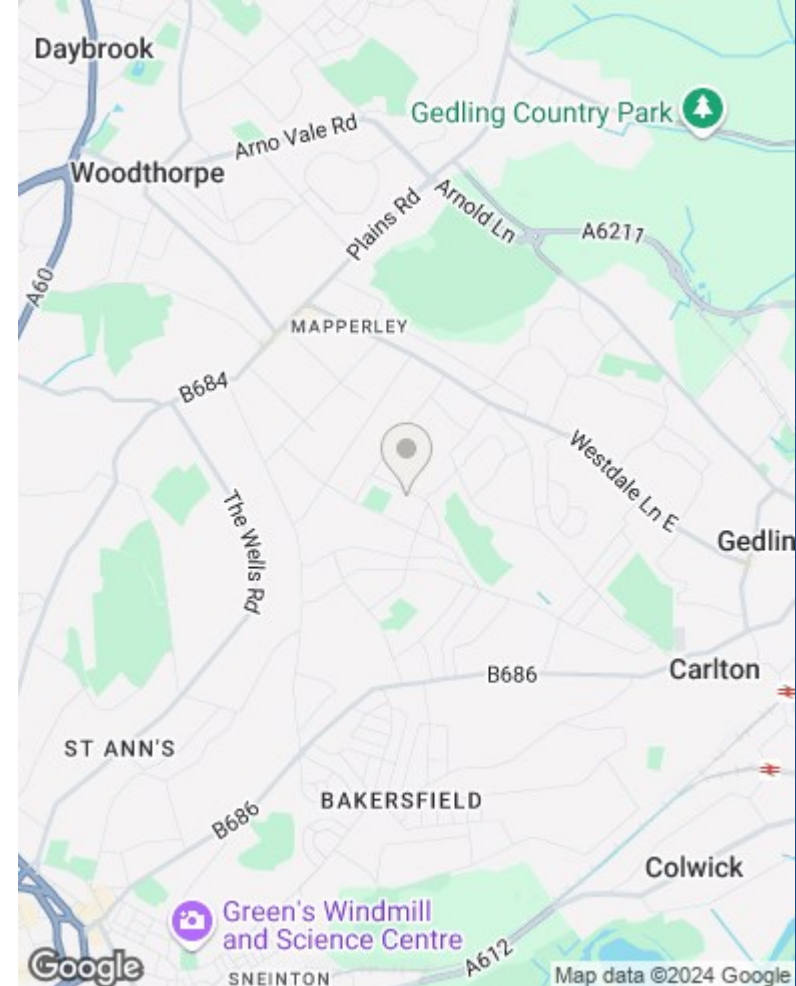 Daybrook
Gedling Country Park
Arno Vale Rd
Woodthorpe
Arnold Ln
Plains Rd
A6211
A60
MAPPERLEY
B684
Westdale Ln E
The Wells Rd
Gedlin
B686
Carlton
ST ANN'S
BAKERSFIELD
B686
Colwick
Green's Windmill
and Science Centre
A612
Google
SNEINTON
Map data ©2024 Google